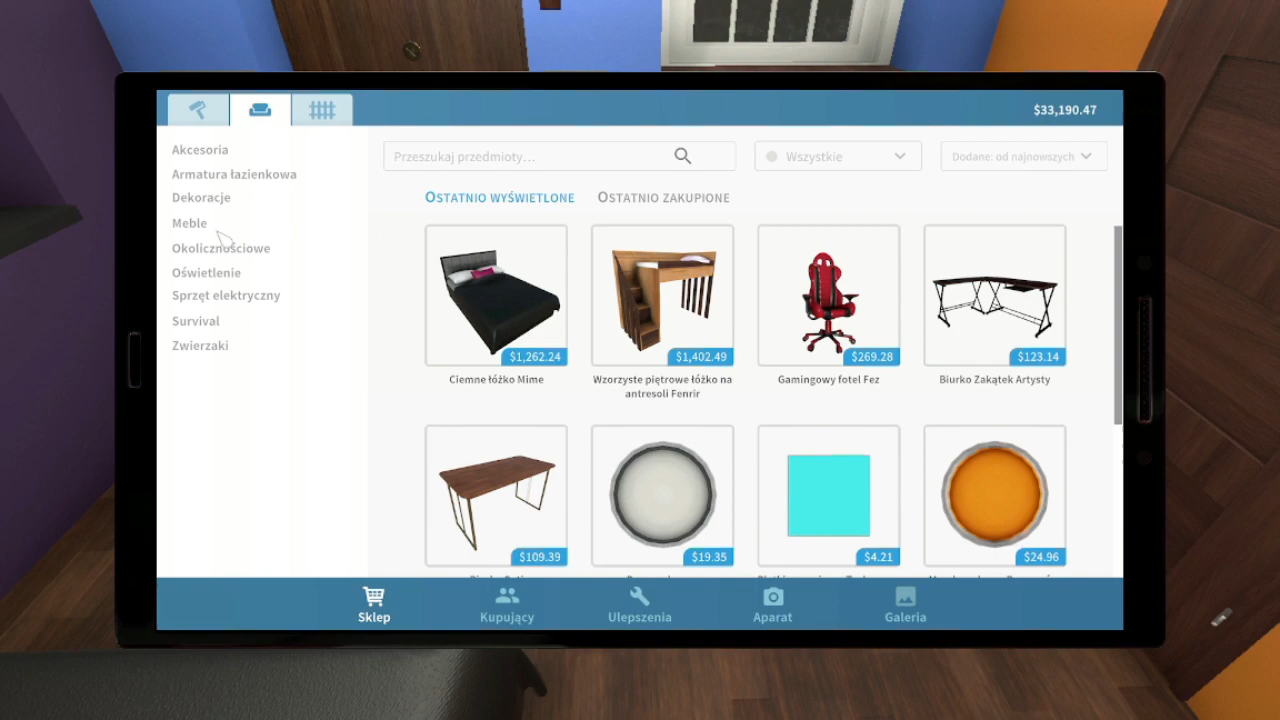 $33,190.47
Akcesoria
Armatura łazienkowa
Dekoracje
Meble
Okolicznościowe
Oświetlenie
Sprzęt elektryczny
Survival
Zwierzaki
Przeszukaj przedmioty...
Wszystkie
Dodane: od najnowszych
OSTATNIO WYŚWIETLONE
OSTATNIO ZAKUPIONE
$1,262.24
$1,402.49
$269.28
$123.14
Ciemne łóżko Mime
Wzorzyste piętrowe łóżko na
antresoli Fenrir
Gamingowy fotel Fez
Biurko Zakątek Artysty
$109.39
$19.35
$4.21
$24.96
Sklep
Kupujący
Ulepszenia
Aparat
Galeria